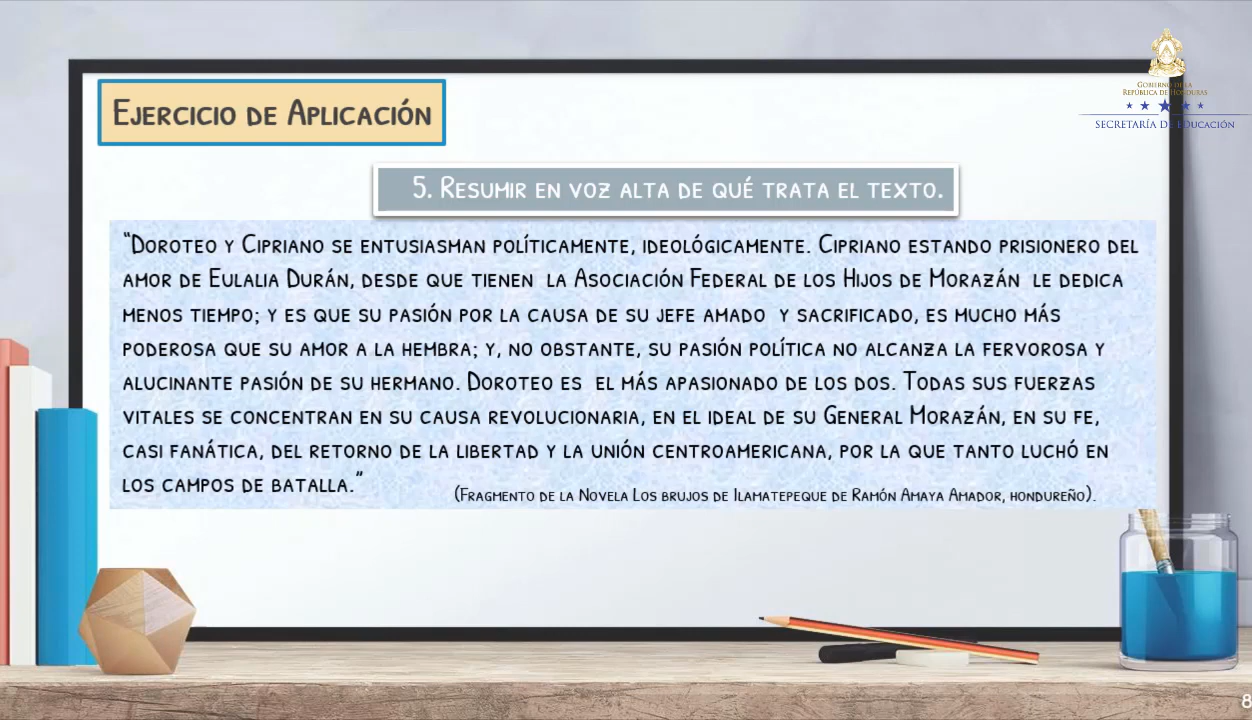 Ejercicio de Aplicación
GOBIERNO DE LA
REPÚBLICA DE HONDURAS
SECRETARÍA DE EDUCACIÓN
5. Resumir en voz alta de qué trata el texto.
"Doroteo y Cipriano se entusiasman políticamente, ideológicamente. Cipriano estando prisionero del
amor de Eulalia Durán, desde que tienen la Asociación Federal de los Hijos de Morazán le dedica
menos tiempo; y es que su pasión por la causa de su jefe amado y sacrificado, es mucho más
poderosa que su amor a la hembra; y, no obstante, su pasión política no alcanza la fervorosa y
alucinante pasión de su hermano. Doroteo es el más apasionado de los dos. Todas sus fuerzas
vitales se concentran en su causa revolucionaria, en el ideal de su General Morazán, en su fe,
casi fanática, del retorno de la libertad y la unión centroamericana, por la que tanto luchó en
los campos de batalla."
(Fragmento de la Novela Los brujos de Ilamatepeque de Ramón Amaya Amador, hondureño).
8